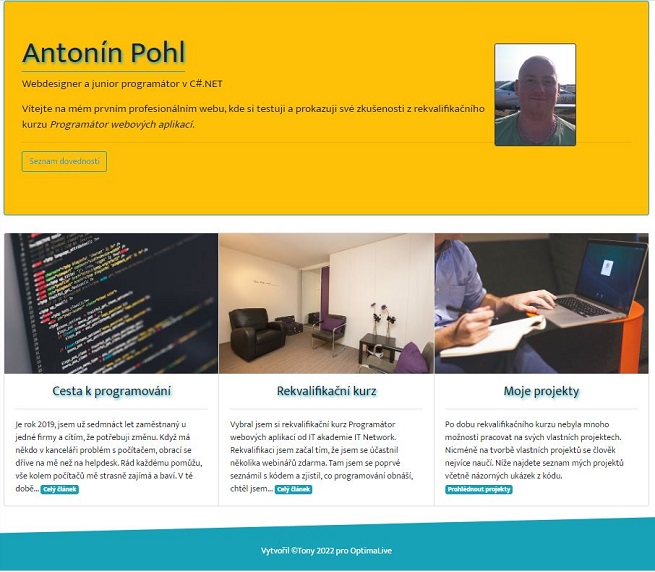 Antonín Pohl
Webdesigner a junior programátor v C#.NET
Vítejte na mém prvním profesionálním webu, kde si testuji a prokazuji své zkušenosti z rekvalifikačního
kurzu Programátor webových aplikací.
Seznam dovedností
Cesta k programování
Je rok 2019, jsem už sedmnáct let zaměstnaný u
jedné firmy a cítím, že potřebuji změnu. Když má
někdo v kanceláři problém s počítačem, obrací se
dříve na mě než na helpdesk. Rád každému pomůžu,
vše kolem počítačů mě strasně zajímá a baví. V té
době... Celý článek
Rekvalifikační kurz
Vybral jsem si rekvalifikační kurz Programátor
webových aplikací od IT akademie IT Network.
Rekvalifikaci jsem začal tím, že jsem se účastnil
několika webinářů zdarma. Tam jsem se poprvé
seznámil s kódem a zjistil, co programování obnáší,
chtěl jsem... Celý článek
Moje projekty
Po dobu rekvalifikačního kurzu nebyla mnoho
možností pracovat na svých vlastních projektech.
Nicméně na tvorbě vlastních projektů se člověk
nejvíce naučí. Níže najdete seznam mých projektů
včetně názorných ukázek z kódu.
Prohlédnout projekty
Vytvořil ©Tony 2022 pro OptimaLive